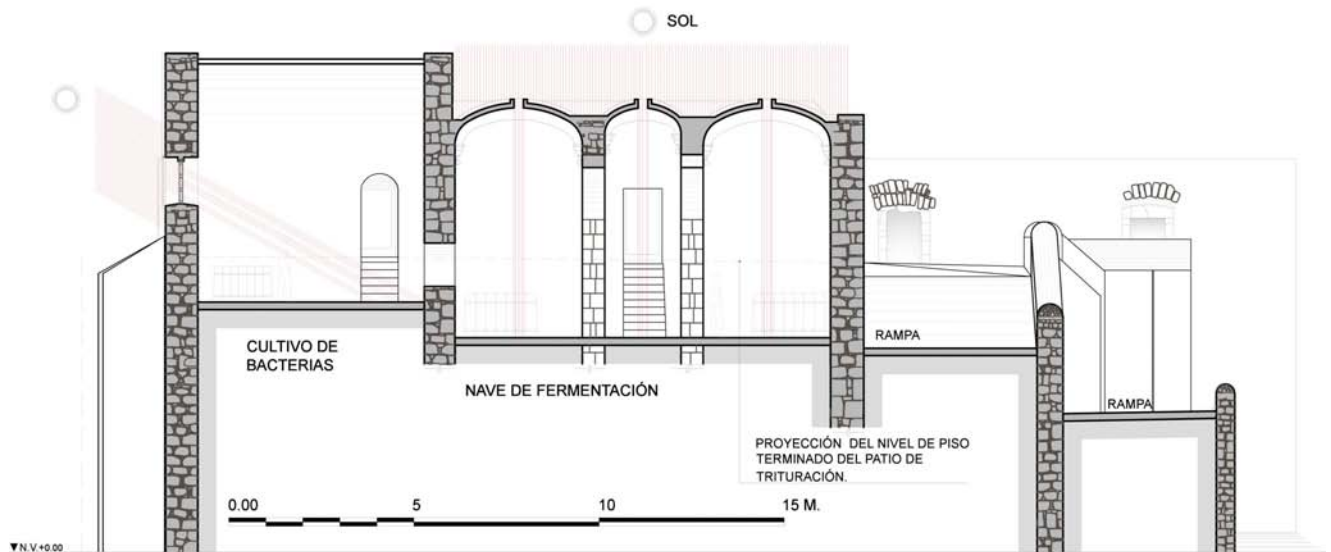 SOL
CULTIVO DE
BACTERIAS
NAVE DE FERMENTACIÓN
RAMPA
RAMPA
PROYECCIÓN DEL NIVEL DE PISO
TERMINADO DEL PATIO DE
TRITURACIÓN.
0.00 5 10 15 M.
N.V.+0.00